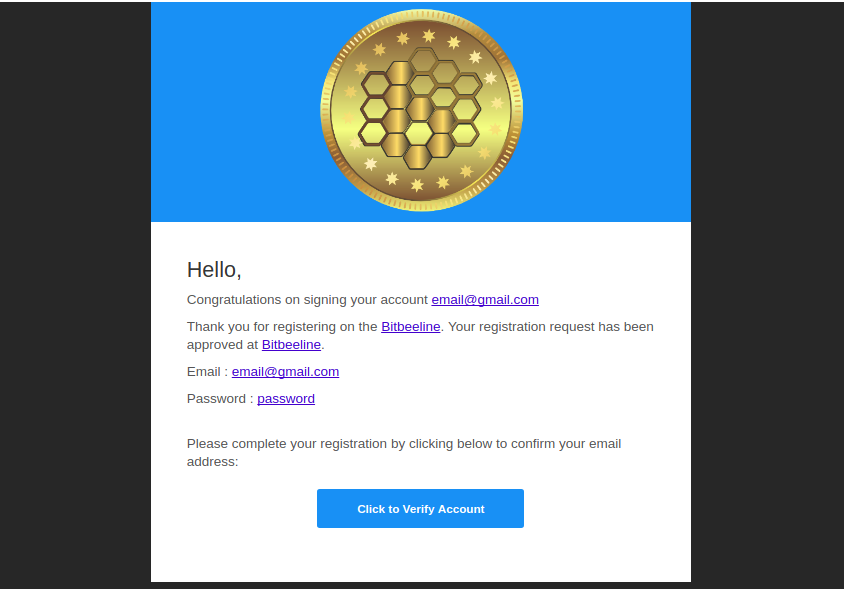 Hello,
Congratulations on signing your account email@gmail.com
Thank you for registering on the Bitbeeline. Your registration request has been
approved at Bitbeeline.
Email : email@gmail.com
Password : password
Please complete your registration by clicking below to confirm your email
address:
Click to Verify Account